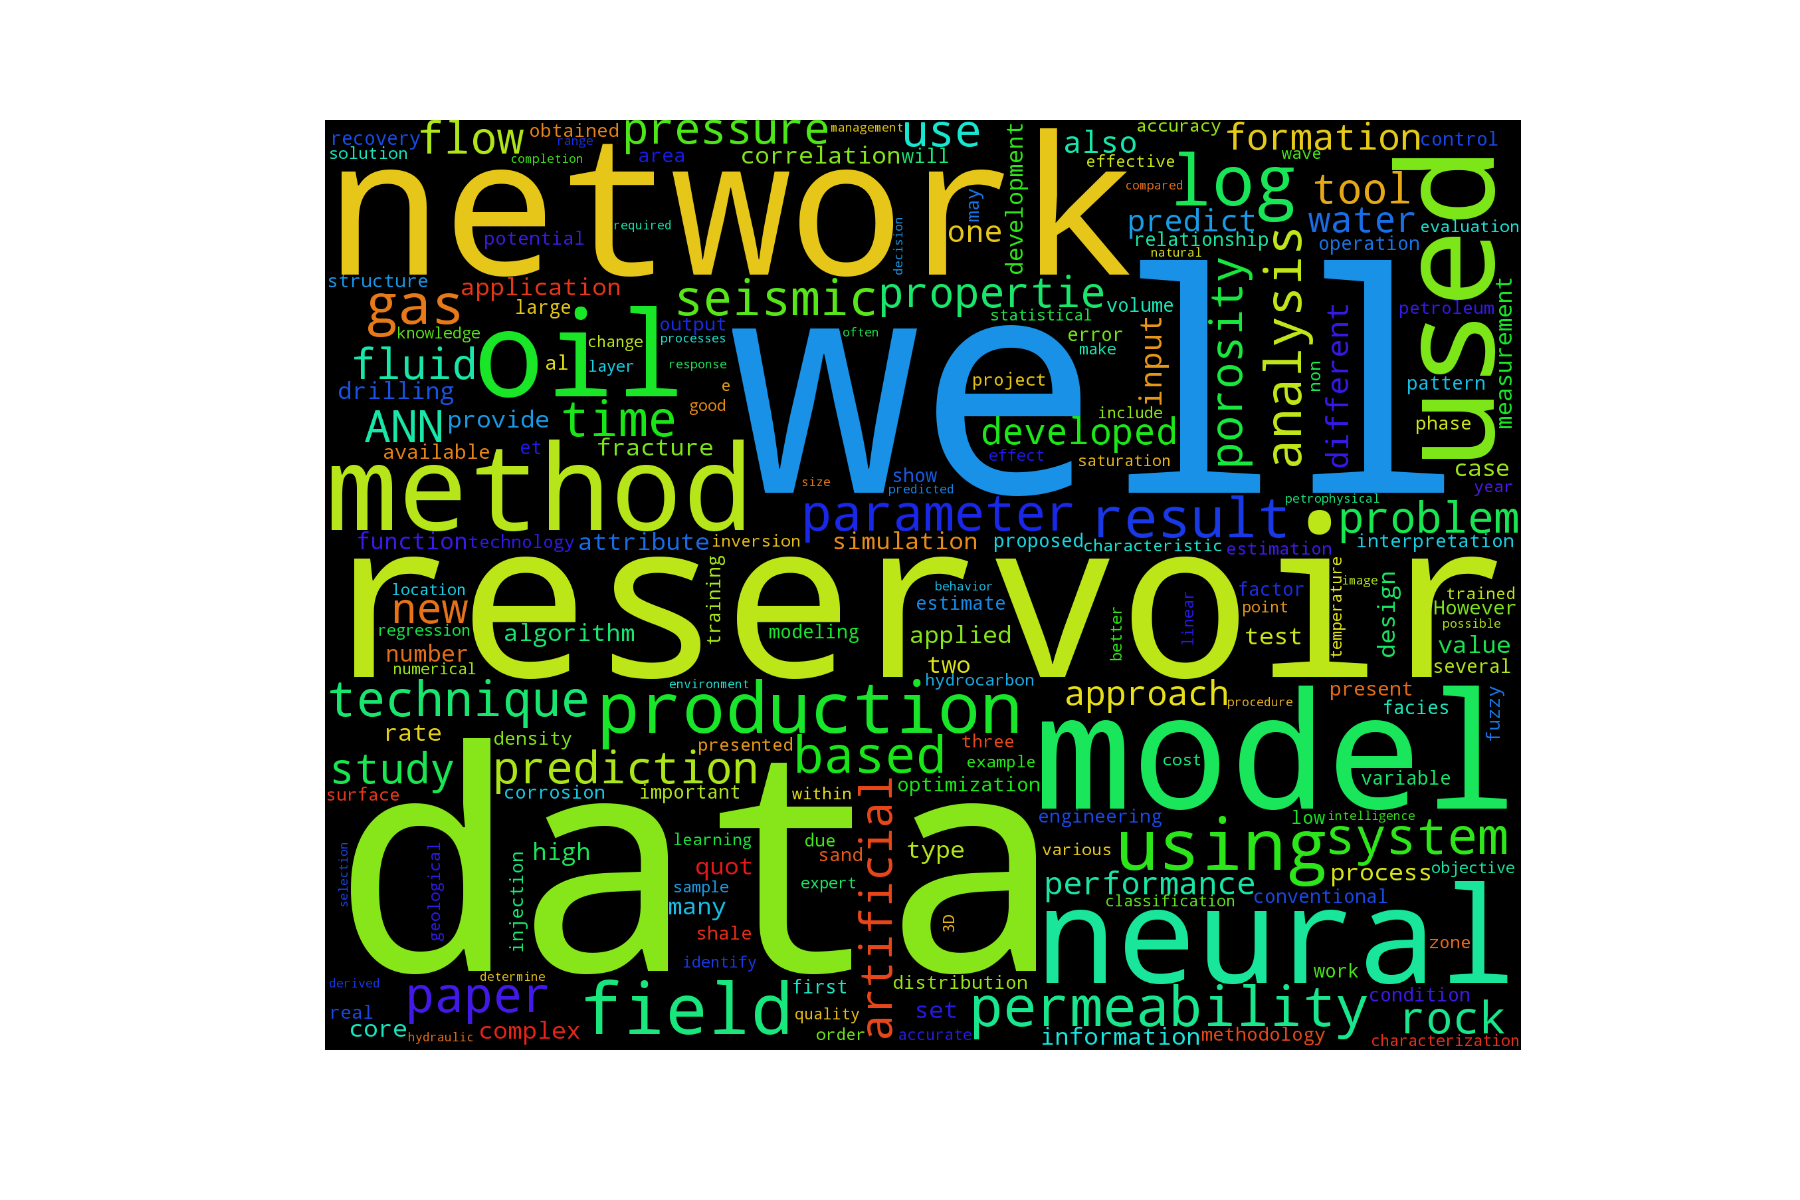 recovery flow obtained range pressure management use accuracy formation control
solution completion area correlation will also effective wave
network
log tool used
may compared predict water evaluation
potential required decision one development relationship operation
natural
structure application seismic propertie analysis
gas large volume porosity petroleum measurement
knowledge oil output statistical error input different
change processes often make
fluid al layer response well non pattern
drilling e project
ANN provide time good include phase
developed
available et fracture effect saturation case
method size show predicted petrophysical year
parameter result problem
function technology attribute inversion simulation proposed characteristic estimation interpretation
reservoir
location training behavior factor temperature image trained
new estimate better linear point design However
regression algorithm modeling applied test possible
number two value
numerical hydrocarbon several
technique environment approach present fuzzy
production procedure facies
rate density presented three model
study prediction based example cost variable
surface corrosion important within artificial optimization
data engineering low intelligence
learning due using system
selection geological injection high quot sand type various process objective
sample expert performance
many classification conventional
shale 3D neural zone
identify work
derived determine distribution
paper field first set permeability condition
real quality rock
core hydraulic complex order accurate information methodology characterization